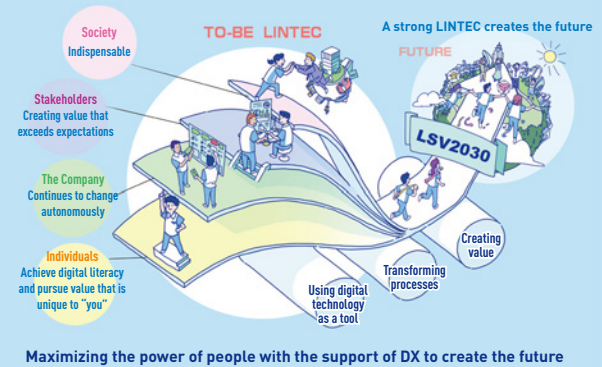 Society
Indispensable
TO-BE LINTEC
A strong LINTEC creates the future
FUTURE
Stakeholders
Creating value that
exceeds expectations
LSV2030
The Company
Continues to change
autonomously
Individuals
Achieve digital literacy
and pursue value that is
unique to “you”
Using digital
technology
as a tool
Transforming
processes
Creating
value
Maximizing the power of people with the support of DX to create the future